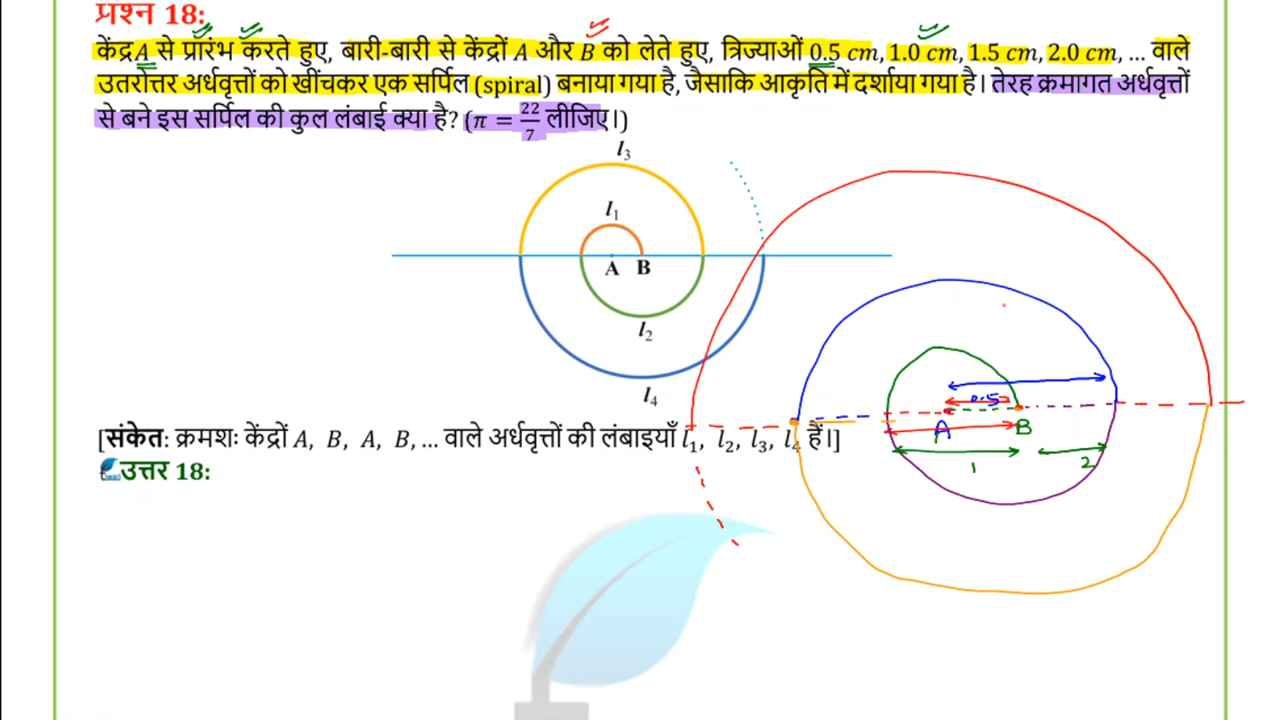 प्रश्न 18:
केंद्र A से प्रारंभ करते हुए, बारी-बारी से केंद्रों A और B को लेते हुए, त्रिज्याओं 0.5 cm, 1.0 cm, 1.5 cm, 2.0 cm, … वाले
उतरोत्तर अर्धवृत्तों को खींचकर एक सर्पिल (spiral) बनाया गया है, जैसाकि आकृति में दर्शाया गया है। तेरह क्रमागत अर्धवृत्तों
से बने इस सर्पिल की कुल लंबाई क्या है? (π = 22/7 लीजिए।)
l3
l1
A B
l2
l4
0.5
A B
1 2
[संकेत: क्रमशः केंद्रों A, B, A, B, … वाले अर्धवृत्तों की लंबाइयाँ l1, l2, l3, l4 हैं।]
उत्तर 18: